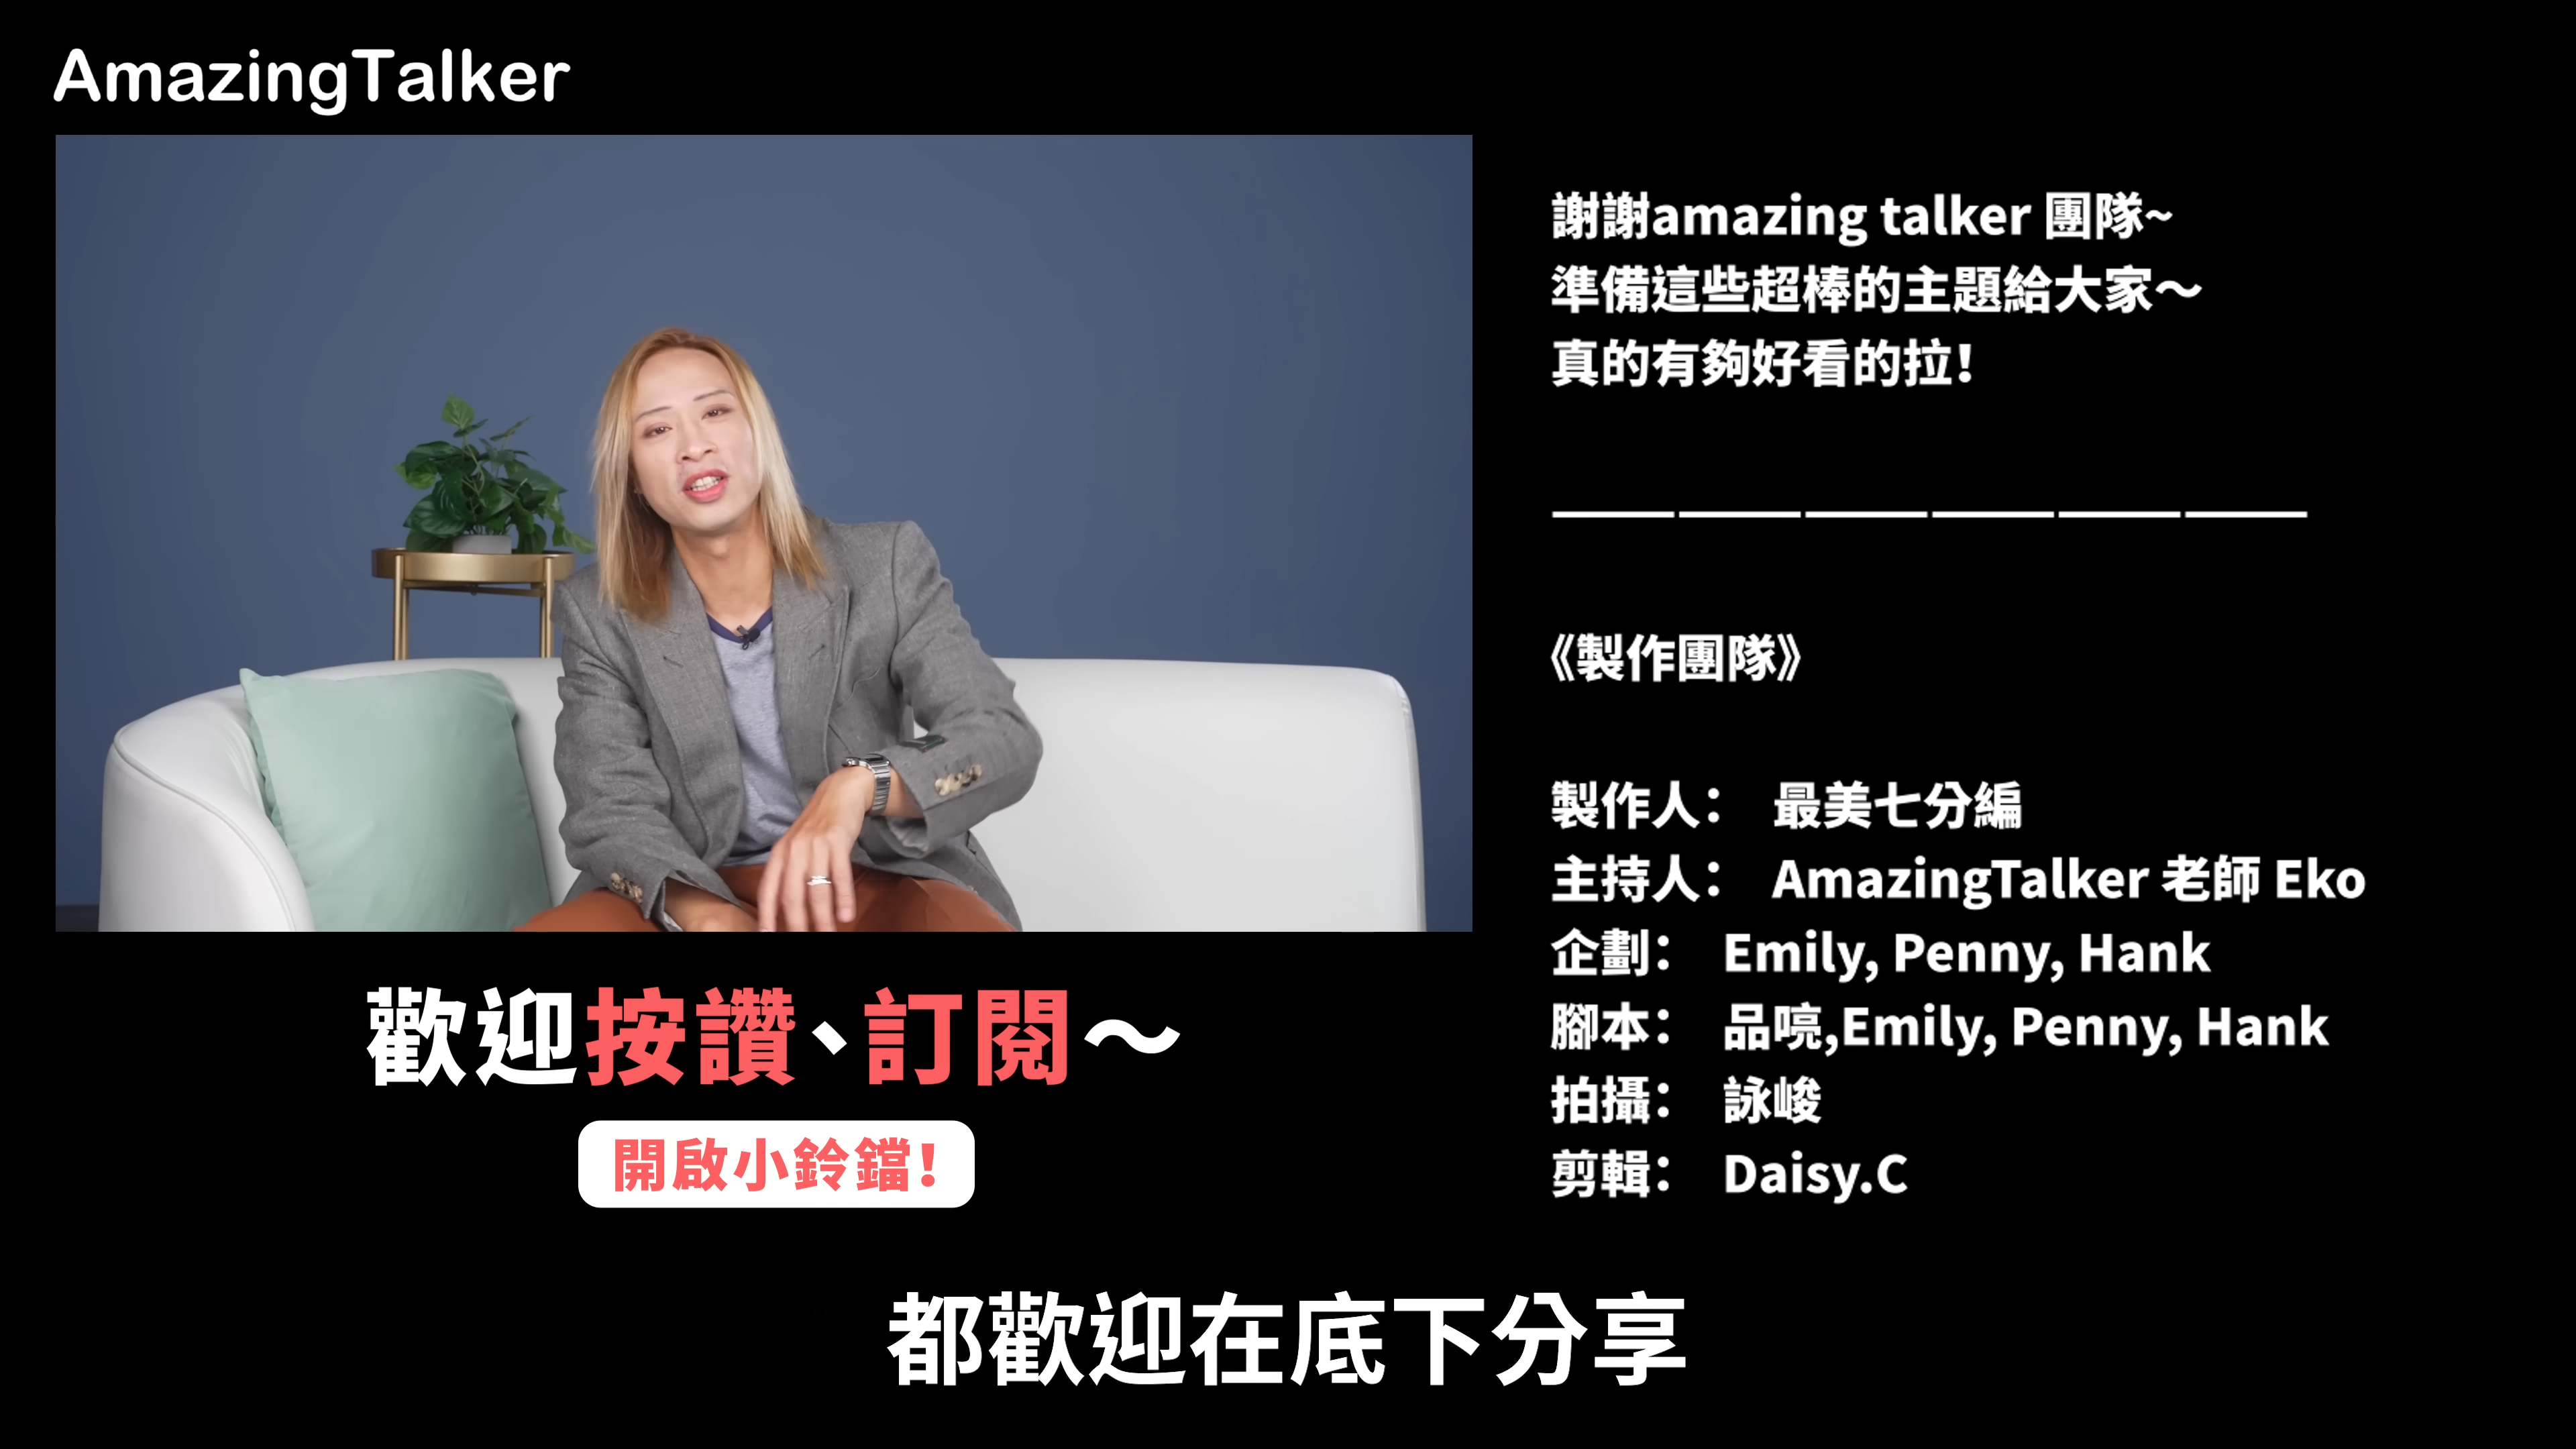 AmazingTalker
謝謝amazing talker 團隊~
準備這些超棒的主題給大家～
真的有夠好看的拉！
——————
《製作團隊》
製作人： 最美七分編
主持人： AmazingTalker 老師 Eko
企劃： Emily, Penny, Hank
腳本： 品喨,Emily, Penny, Hank
拍攝： 詠峻
剪輯： Daisy.C
歡迎按讚、訂閱～
開啟小鈴鐺！
都歡迎在底下分享